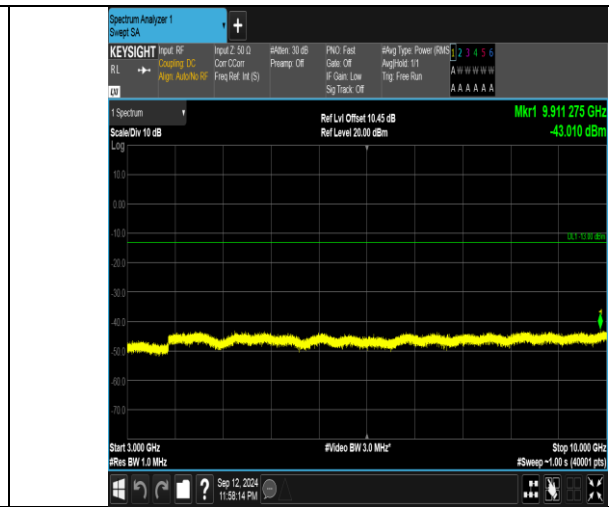 Spectrum Analyzer 1
Swept SA
+
KEYSIGHT
RL
Input: RF
Coupling: DC
Align: Auto/No RF
Input Z: 50 Ω
Corr CCorr
Freq Ref: Int (S)
#Atten: 30 dB
Preamp: Off
PNO: Fast
Gate: Off
IF Gain: Low
Sig Track: Off
#Avg Type: Power (RMS
Avg|Hold: 1/1
Trig: Free Run
1 2 3 4 5 6
A W W W W W
A A A A A A
1 Spectrum
Scale/Div 10 dB
Ref Lvl Offset 10.45 dB
Ref Level 20.00 dBm
Mkr1 9.911 275 GHz
-43.010 dBm
Log
10.0
0.00
-10.0
DL1 -13.00 dBm
-20.0
-30.0
-40.0
1
-50.0
-60.0
-70.0
Start 3.000 GHz
#Video BW 3.0 MHz*
Stop 10.000 GHz
#Res BW 1.0 MHz
#Sweep ~1.00 s (40001 pts)
?
Sep 12, 2024
11:58:14 PM